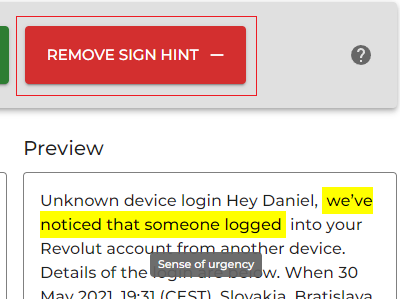 REMOVE SIGN HINT
Preview
Unknown device login Hey Daniel, we've
noticed that someone logged into your
Revolut account from another device.
Sense of urgency
Details of the login are below. When 30
May 2021, 19:31 (CEST), Slovakia, Bratislava